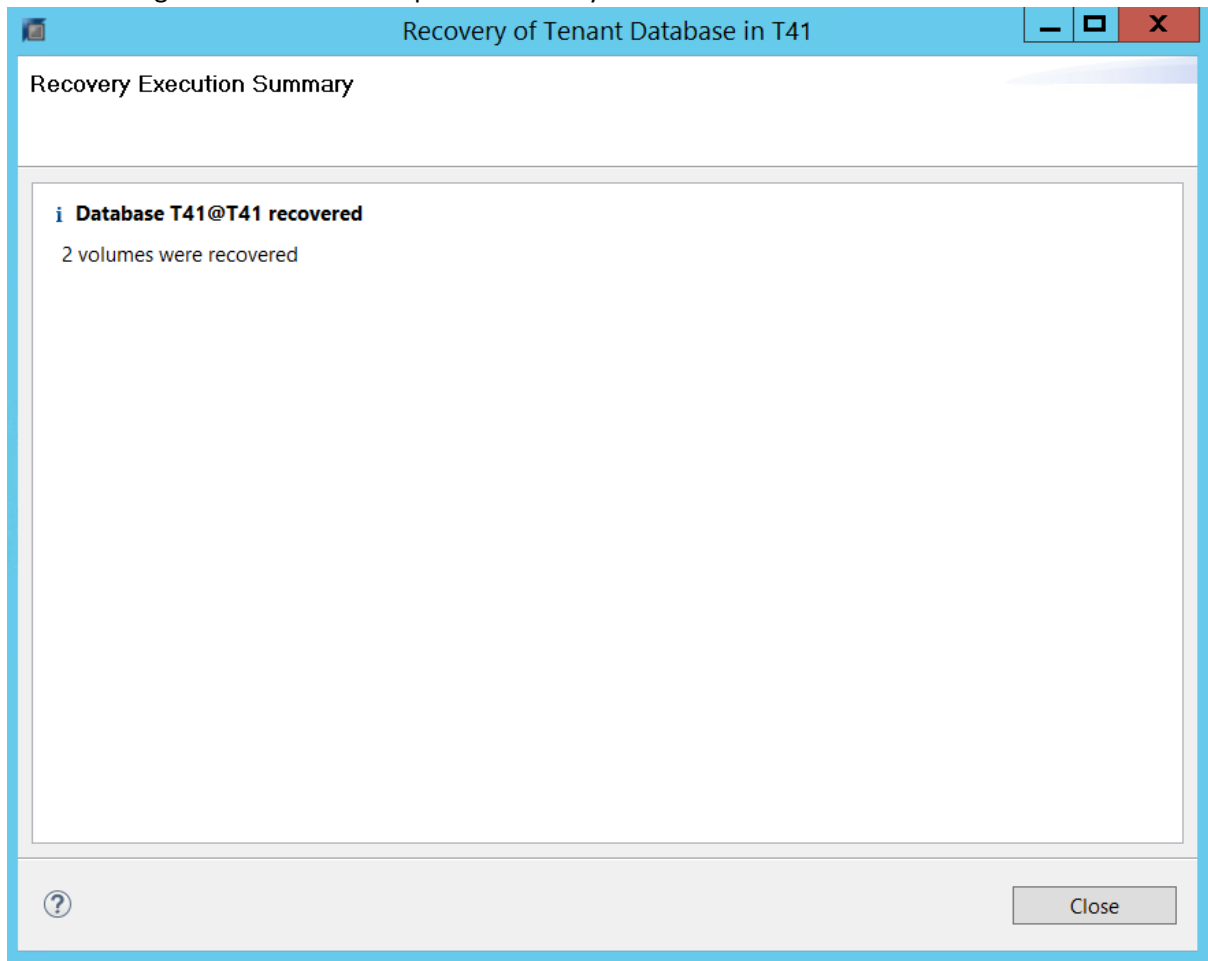 Recovery of Tenant Database in T41
Recovery Execution Summary
i Database T41@T41 recovered
2 volumes were recovered
?
Close